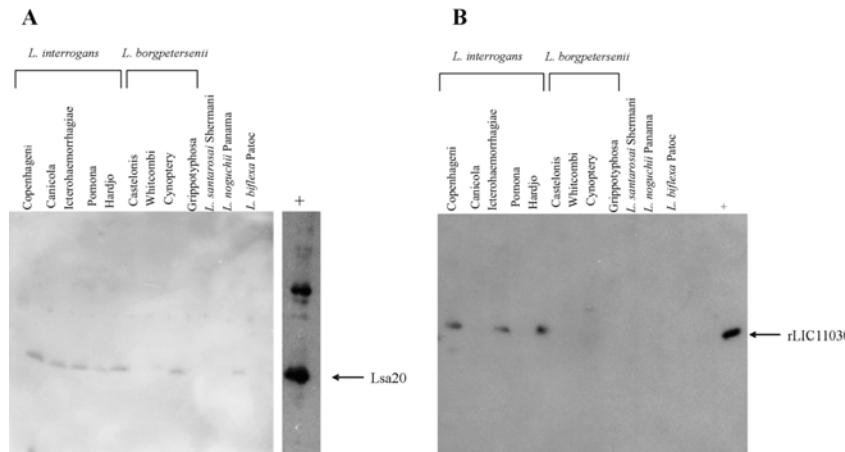 A
L. interrogans
L. borgpetersenii
Copenhageni
Canicola
Icterohaemorrhagiae
Pomona
Hardjo
Castelonis
Whitcombi
Cynoptery
Grippotyphosa
L. santarosai Shermani
L. noguchii Panama
L. biflexa Patoc
+
Lsa20
B
L. interrogans
L. borgpetersenii
Copenhageni
Canicola
Icterohaemorrhagiae
Pomona
Hardjo
Castelonis
Whitcombi
Cynoptery
Grippotyphosa
L. santarosai Shermani
L. noguchii Panama
L. biflexa Patoc
+
rLIC11030